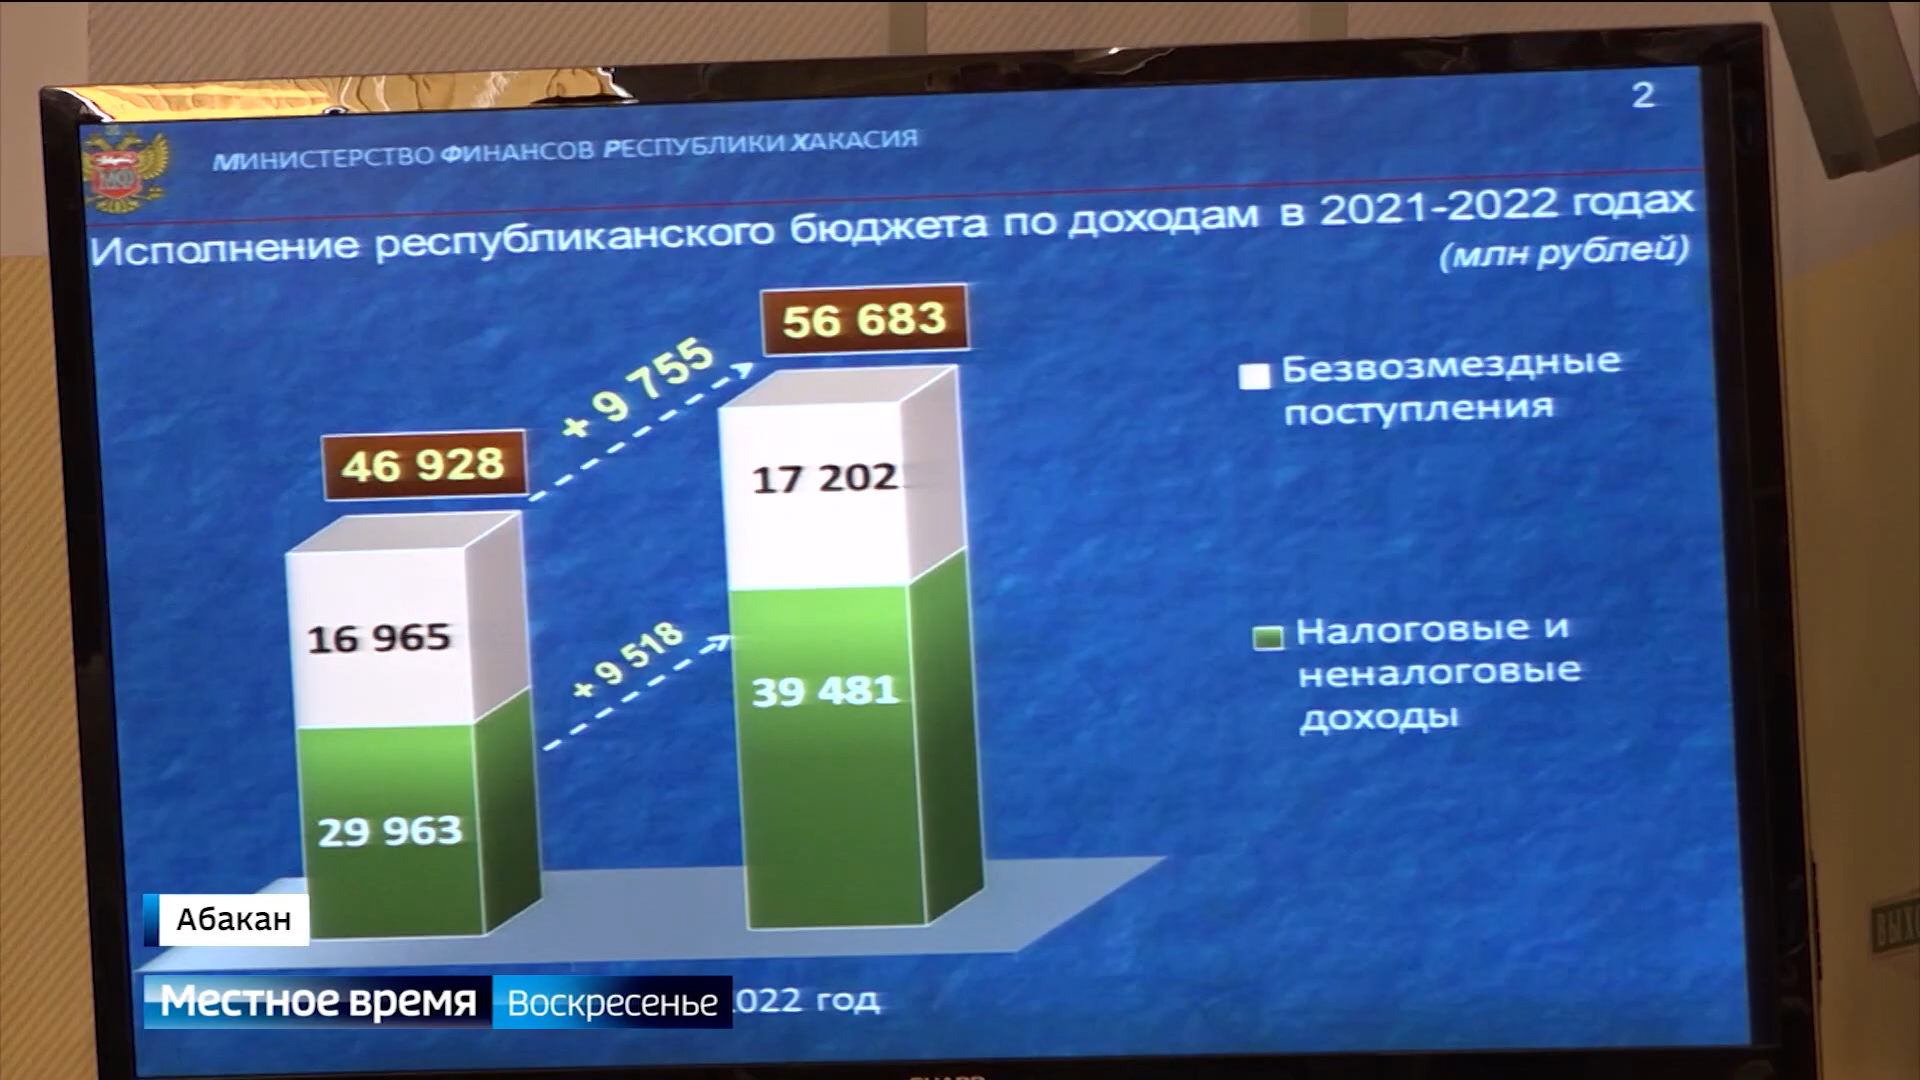 2
МИНИСТЕРСТВО ФИНАНСОВ РЕСПУБЛИКИ ХАКАСИЯ
Исполнение республиканского бюджета по доходам в 2021-2022 годах
(млн рублей)
56 683
+ 9 755
46 928
Безвозмездные
поступления
17 202
16 965
+ 9 518
Налоговые и
неналоговые
доходы
39 481
29 963
Абакан
Местное время Воскресенье
022 год